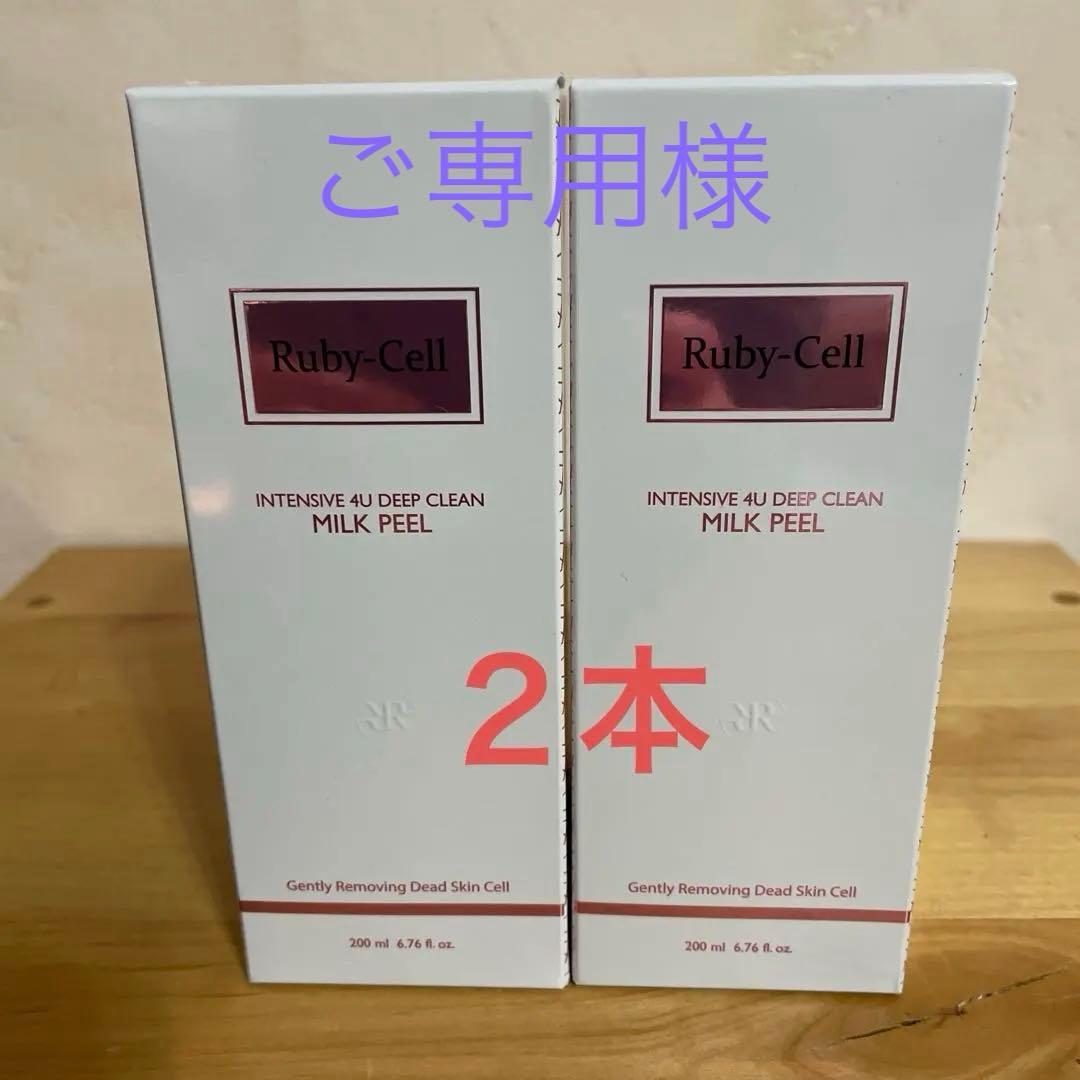 ご専用様
Ruby-Cell
INTENSIVE 4U DEEP CLEAN
MILK PEEL
Gently Removing Dead Skin Cell
200 ml 6.76 fl. oz.
Ruby-Cell
INTENSIVE 4U DEEP CLEAN
MILK PEEL
Gently Removing Dead Skin Cell
200 ml 6.76 fl. oz.
2本